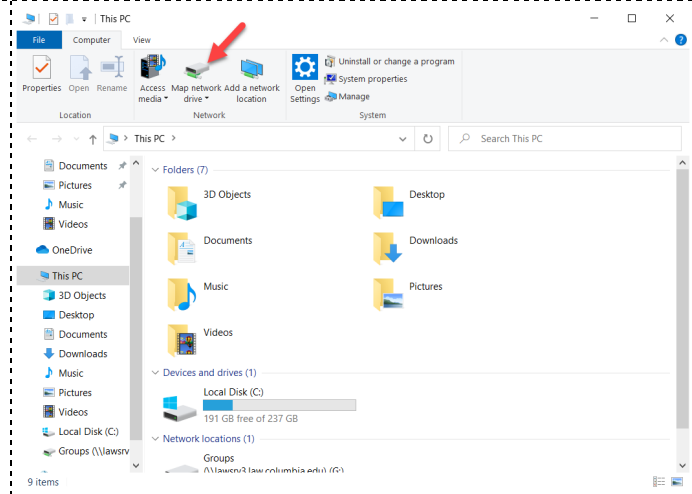 This PC
File
Computer
View
Properties
Open
Rename
Access media
Map network drive
Add a network location
Open Settings
Uninstall or change a program
System properties
Manage
Location
Network
System
This PC
Search This PC
Documents
Pictures
Music
Videos
OneDrive
This PC
3D Objects
Desktop
Documents
Downloads
Music
Pictures
Videos
Local Disk (C:)
Groups (\\lawsrv
Folders (7)
3D Objects
Desktop
Documents
Downloads
Music
Pictures
Videos
Devices and drives (1)
Local Disk (C:)
191 GB free of 237 GB
Network locations (1)
Groups
(\\lawsrv3.law.columbia.edu) (G:)
9 items